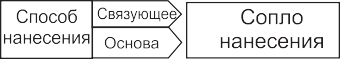 Способ
нанесения
Связующее
Основа
Сопло
нанесения